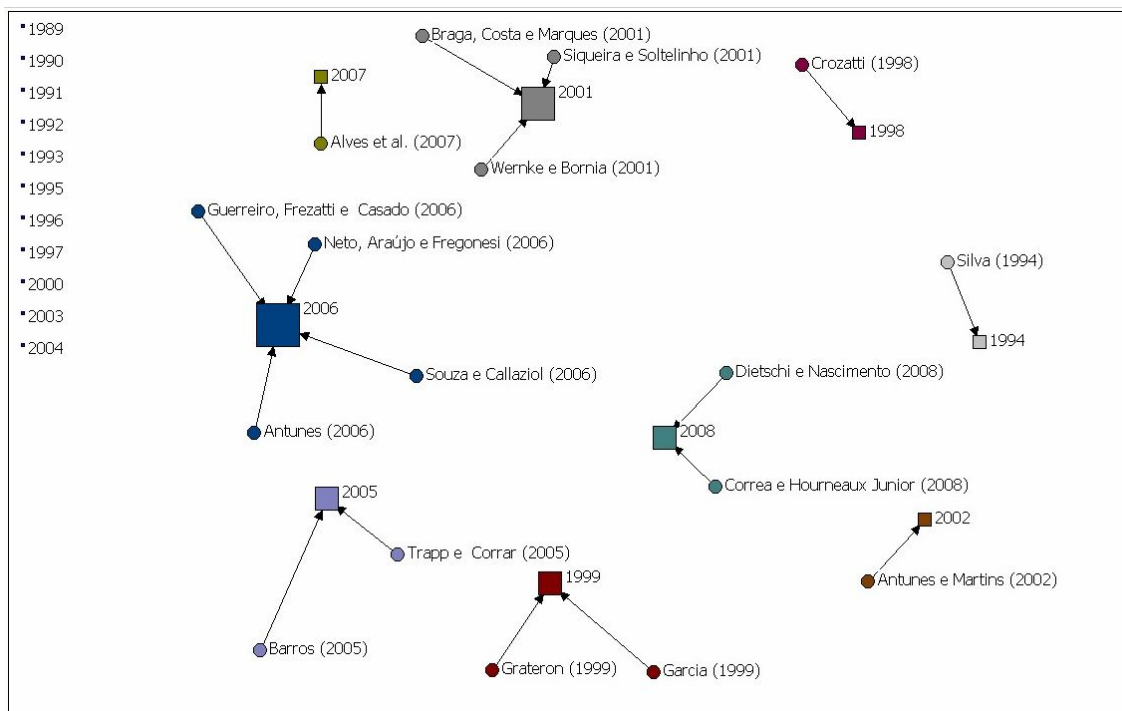 1989
1990
1991
1992
1993
1995
1996
1997
2000
2003
2004
Braga, Costa e Marques (2001)
Siqueira e Soltelinho (2001)
2001
Wernke e Bornia (2001)
2007
Alves et al. (2007)
Crozatti (1998)
1998
Guerreiro, Frezatti e  Casado (2006)
Neto, Araújo e Fregonesi (2006)
2006
Souza e Callaziol (2006)
Antunes (2006)
Silva (1994)
1994
Dietschi e Nascimento (2008)
2008
Correa e Hourneaux Junior (2008)
2005
Trapp e  Corrar (2005)
Barros (2005)
2002
Antunes e Martins (2002)
1999
Grateron (1999)
Garcia (1999)